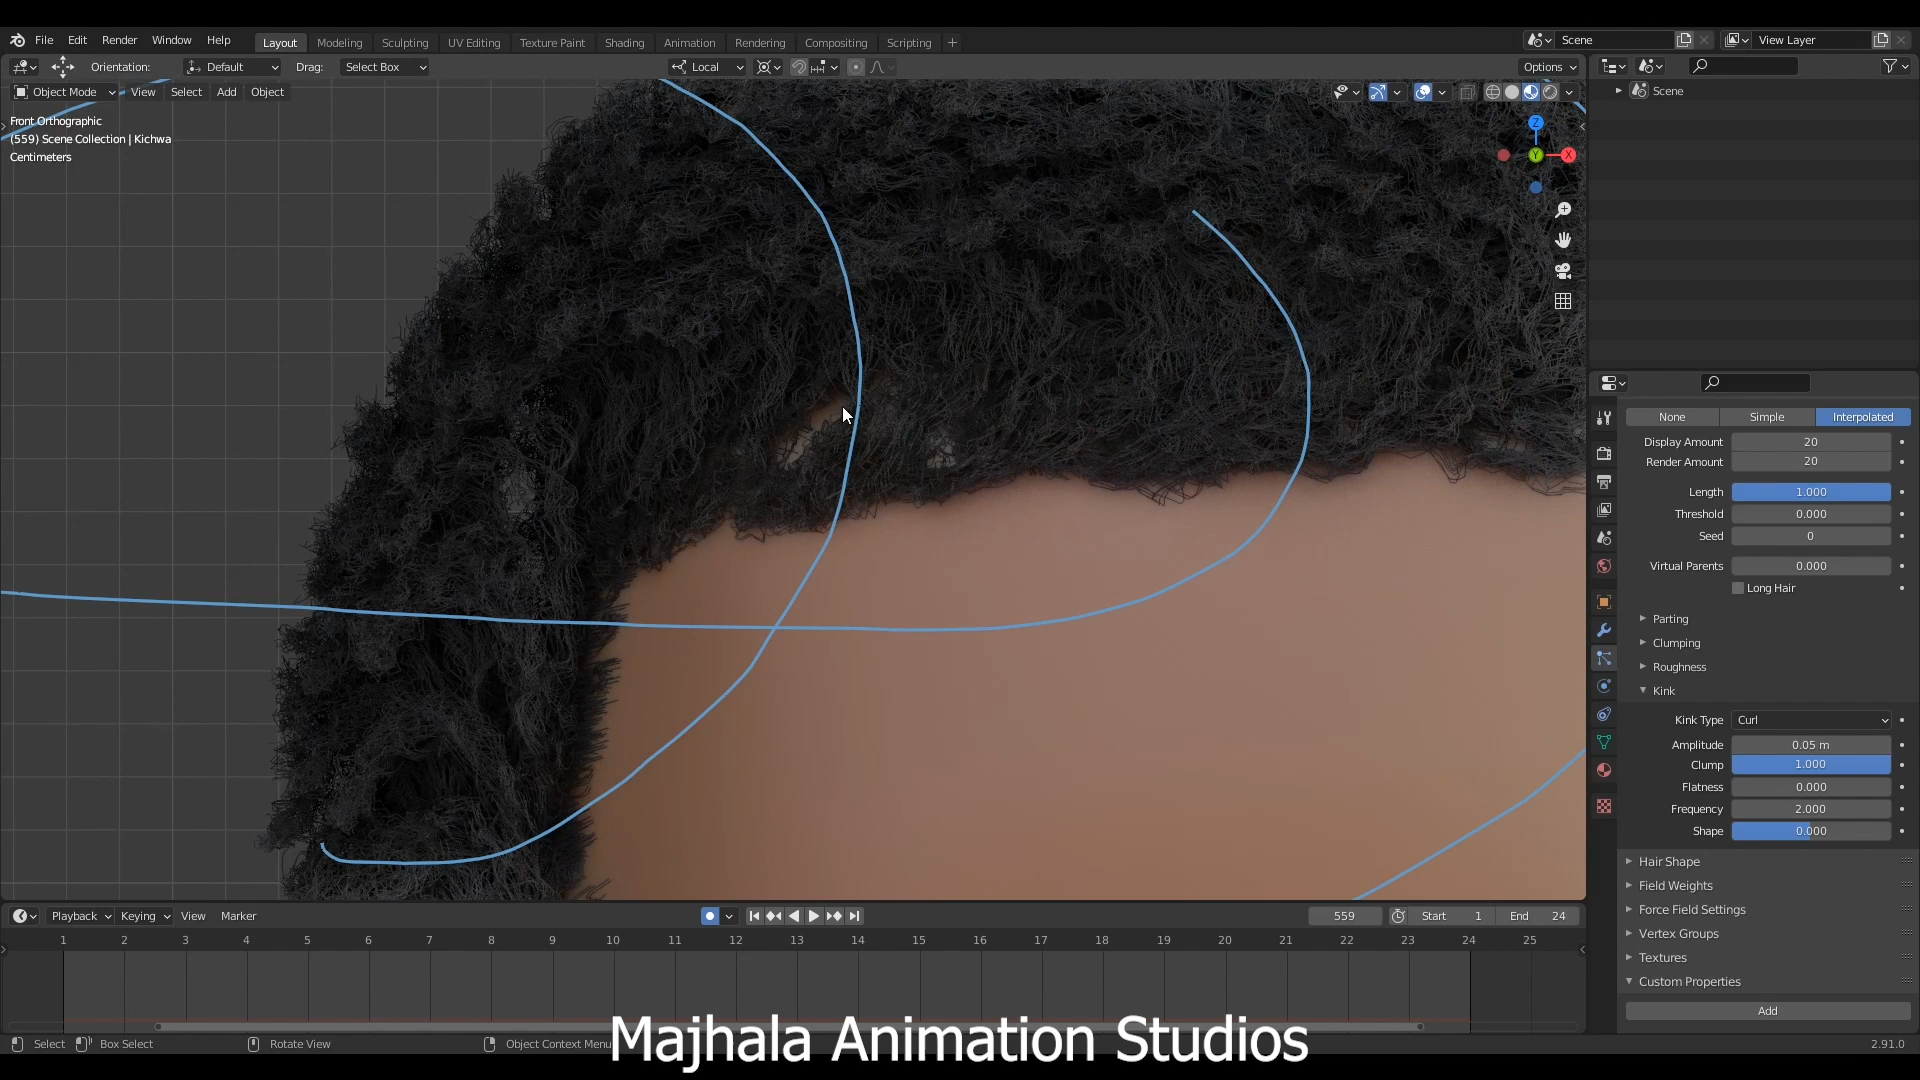 File Edit Render Window Help Layout Modeling Sculpting UV Editing Texture Paint Shading Animation Rendering Compositing Scripting + Scene View Layer
Orientation: Default Drag: Select Box Local Options
Object Mode View Select Add Object
Scene
Front Orthographic
(559) Scene Collection | Kichwa
Centimeters
Z
Y
X
None Simple Interpolated
Display Amount 20
Render Amount 20
Length 1.000
Threshold 0.000
Seed 0
Virtual Parents 0.000
Long Hair
Parting
Clumping
Roughness
Kink
Kink Type Curl
Amplitude 0.05 m
Clump 1.000
Flatness 0.000
Frequency 2.000
Shape 0.000
Hair Shape
Field Weights
Force Field Settings
Vertex Groups
Textures
Custom Properties
Add
Playback Keying View Marker 559 Start 1 End 24
1 2 3 4 5 6 7 8 9 10 11 12 13 14 15 16 17 18 19 20 21 22 23 24 25
Select Box Select Rotate View Object Context Menu 2.91.0
Majhala Animation Studios